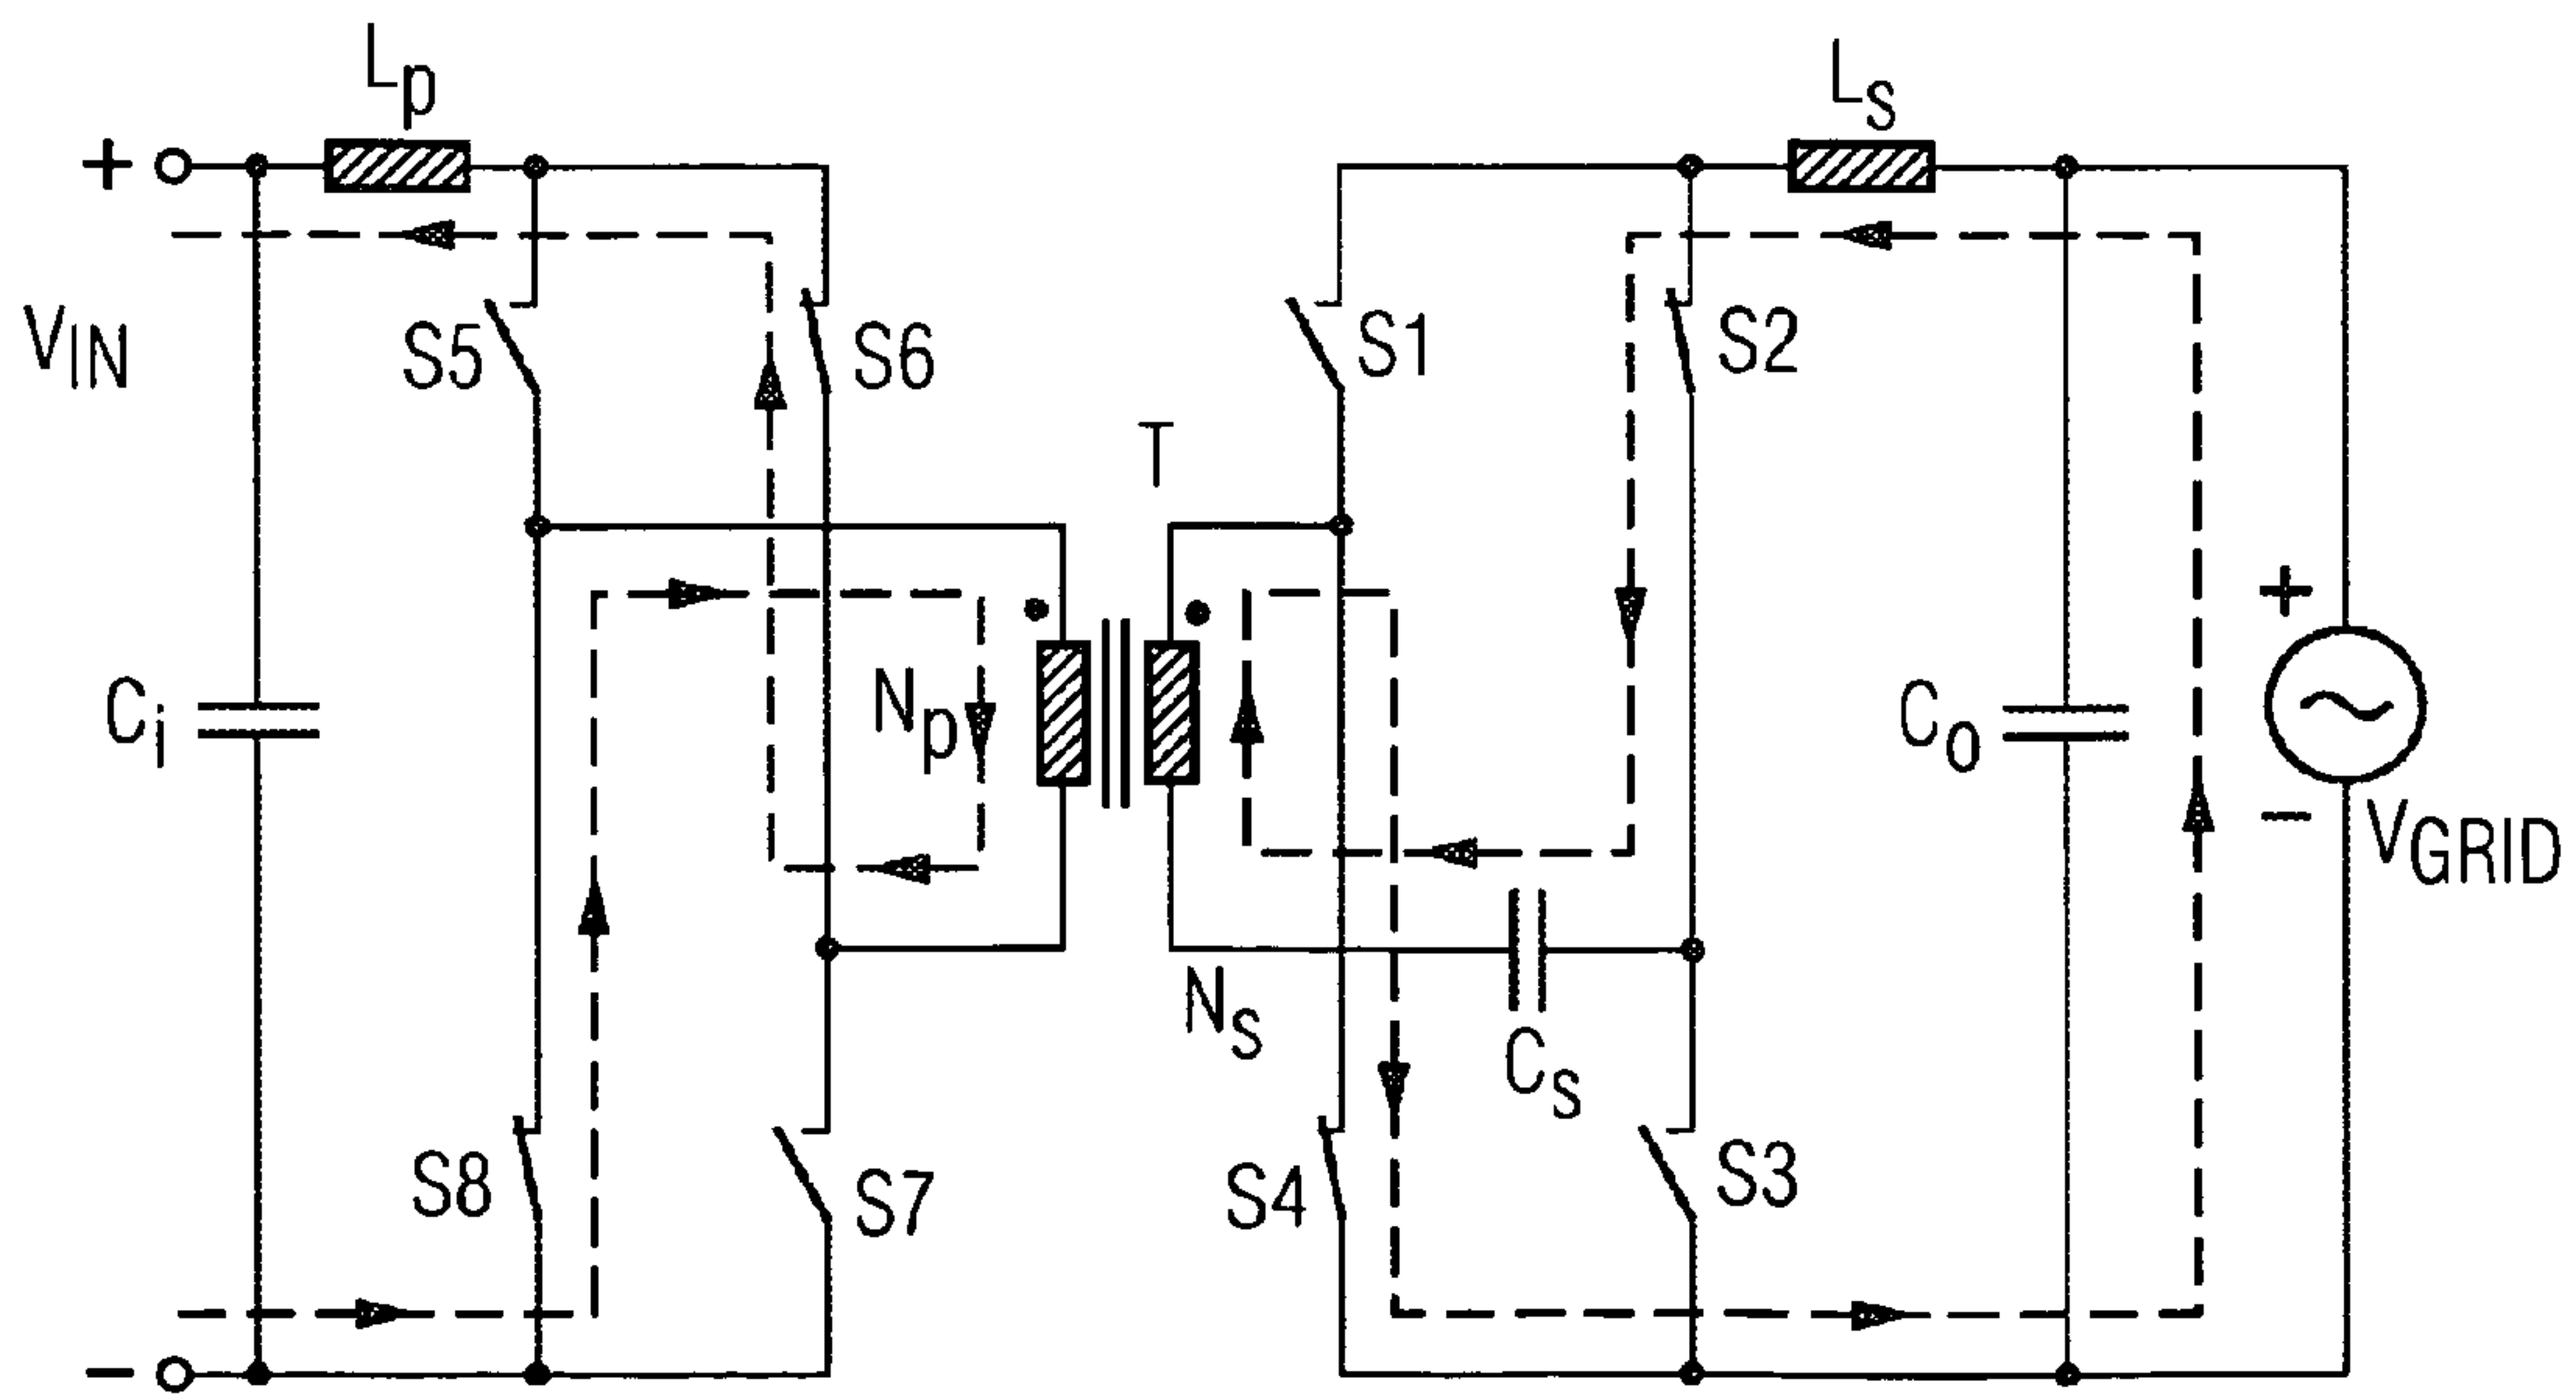 Lp
Ls
+
VIN
S5
S6
S1
S2
T
+
Ci
Np
Co
−
VGRID
Ns
Cs
S8
S7
S4
S3
−